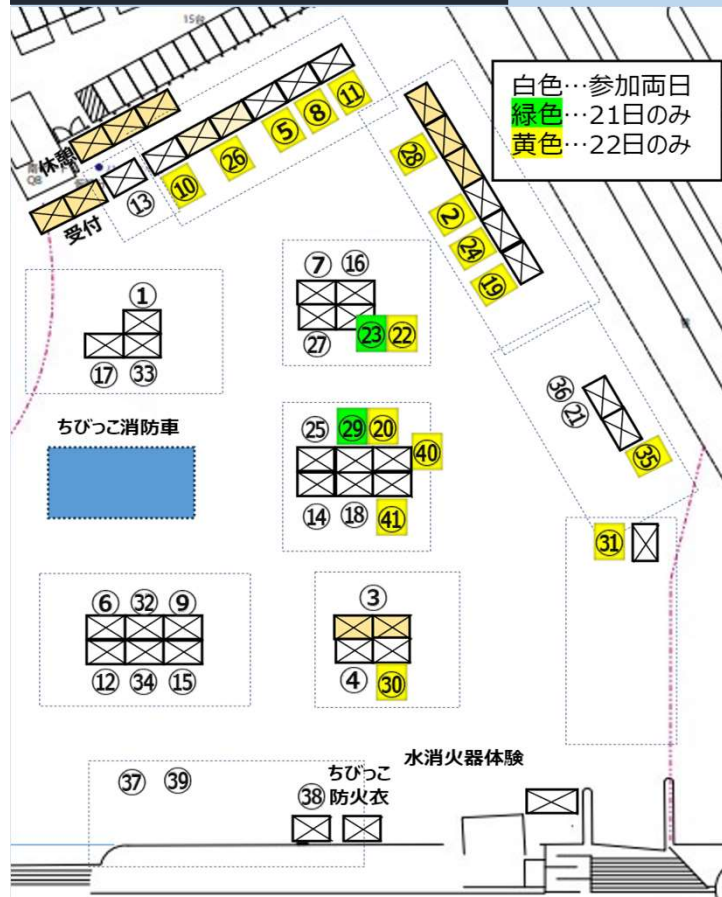 15台
白色…参加両日
緑色…21日のみ
黄色…22日のみ
休憩
受付
⑬
⑩
㉖
⑤
⑧
⑪
㉘
②
㉔
⑲
①
⑰ ㉝
⑦ ⑯
㉗ ㉓ ㉒
㊱
㉑
㉟
ちびっこ消防車
㉕ ㉙ ⑳
㊵
⑭ ⑱ ㊶
㉛
⑥ ㉜ ⑨
⑫ ㉞ ⑮
③
④ ㉚
水消火器体験
㊲ ㊴
㊳
ちびっこ
防火衣